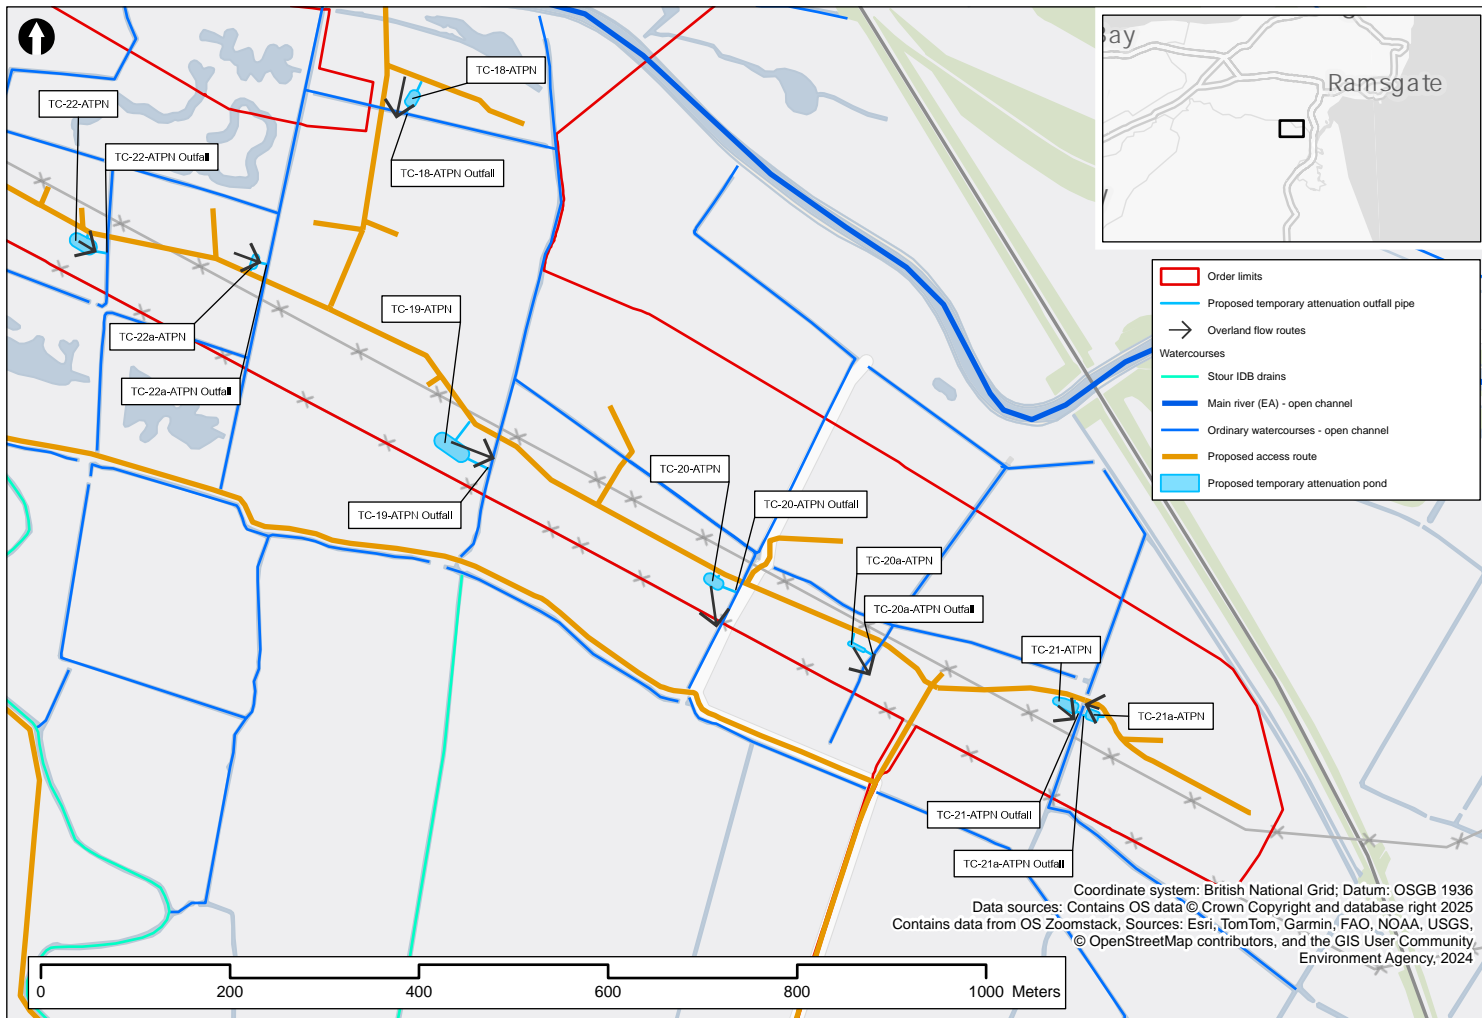 Bay
Ramsgate
TC-18-ATPN
TC-22-ATPN
TC-22-ATPN Outfall
TC-18-ATPN Outfall
TC-19-ATPN
TC-22a-ATPN
TC-22a-ATPN Outfall
TC-20-ATPN
TC-20-ATPN Outfall
TC-19-ATPN Outfall
TC-20a-ATPN
TC-20a-ATPN Outfall
TC-21-ATPN
TC-21a-ATPN
TC-21-ATPN Outfall
TC-21a-ATPN Outfall
Order limits
Proposed temporary attenuation outfall pipe
Overland flow routes
Watercourses
Stour IDB drains
Main river (EA) - open channel
Ordinary watercourses - open channel
Proposed access route
Proposed temporary attenuation pond
Coordinate system: British National Grid; Datum: OSGB 1936
Data sources: Contains OS data © Crown Copyright and database right 2025
Contains data from OS Zoomstack, Sources: Esri, TomTom, Garmin, FAO, NOAA, USGS,
© OpenStreetMap contributors, and the GIS User Community
Environment Agency, 2024
0 200 400 600 800 1000 Meters